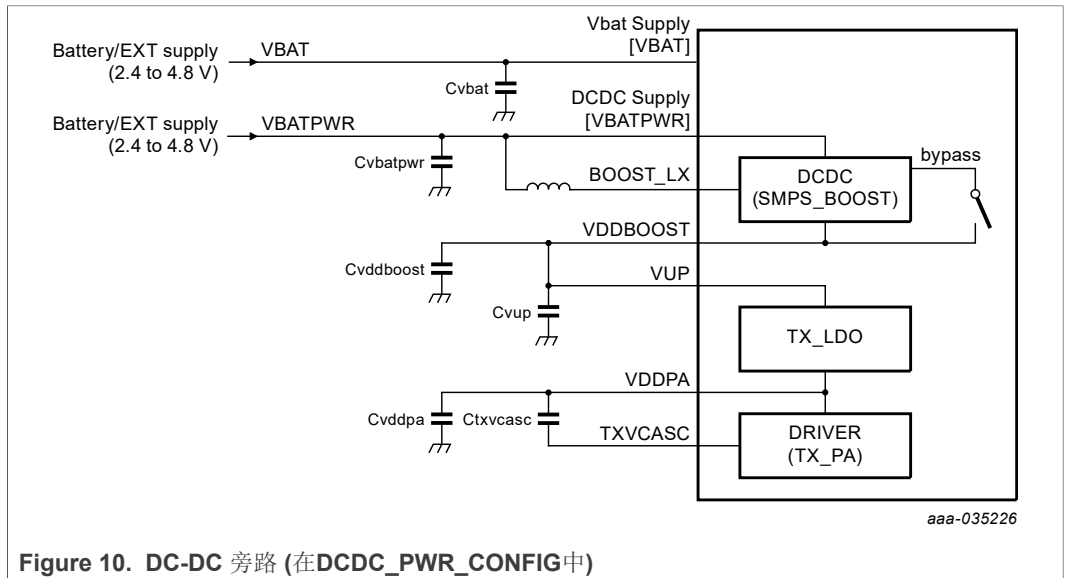 Vbat Supply
[VBAT]
Battery/EXT supply
(2.4 to 4.8 V)
VBAT
Cvbat
DCDC Supply
[VBATPWR]
Battery/EXT supply
(2.4 to 4.8 V)
VBATPWR
Cvbatpwr
BOOST_LX
DCDC
(SMPS_BOOST)
bypass
VDDBOOST
Cvddboost
VUP
Cvup
TX_LDO
VDDPA
Cvddpa
Ctxvcasc
TXVCASC
DRIVER
(TX_PA)
aaa-035226
Figure 10. DC-DC 旁路 (在DCDC_PWR_CONFIG中)